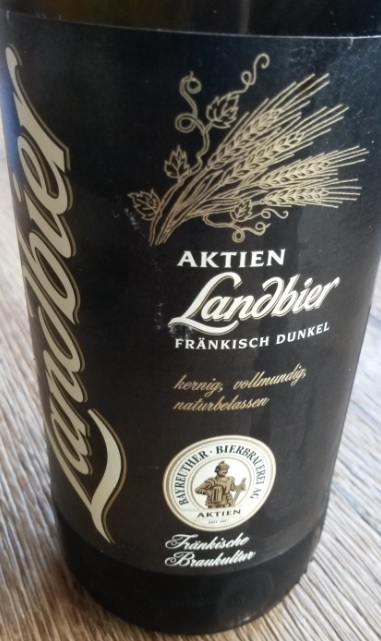 Landbier
AKTIEN
Landbier
FRÄNKISCH DUNKEL
kernig, vollmundig,
naturbelassen
BAYREUTHER · BIERBRAUEREI AG
AKTIEN
Fränkische
Braukultur